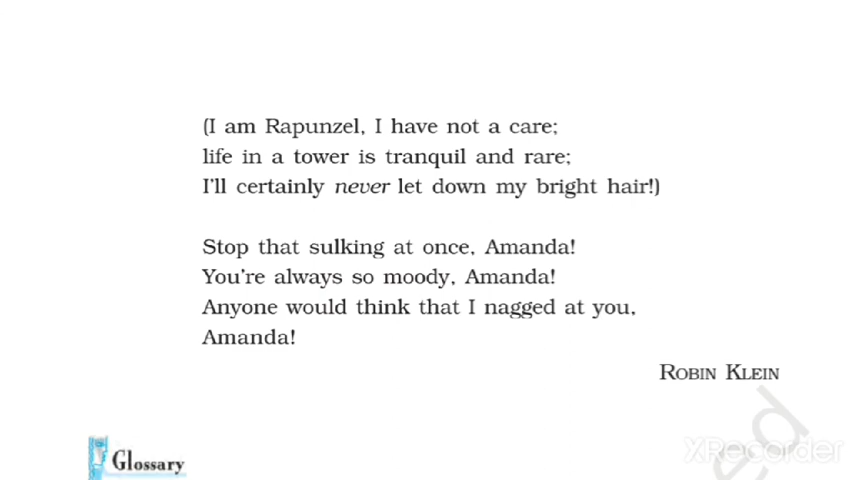 (I am Rapunzel, I have not a care;
life in a tower is tranquil and rare;
I'll certainly never let down my bright hair!)
Stop that sulking at once, Amanda!
You're always so moody, Amanda!
Anyone would think that I nagged at you,
Amanda!
ROBIN KLEIN
Glossary
XRecorder